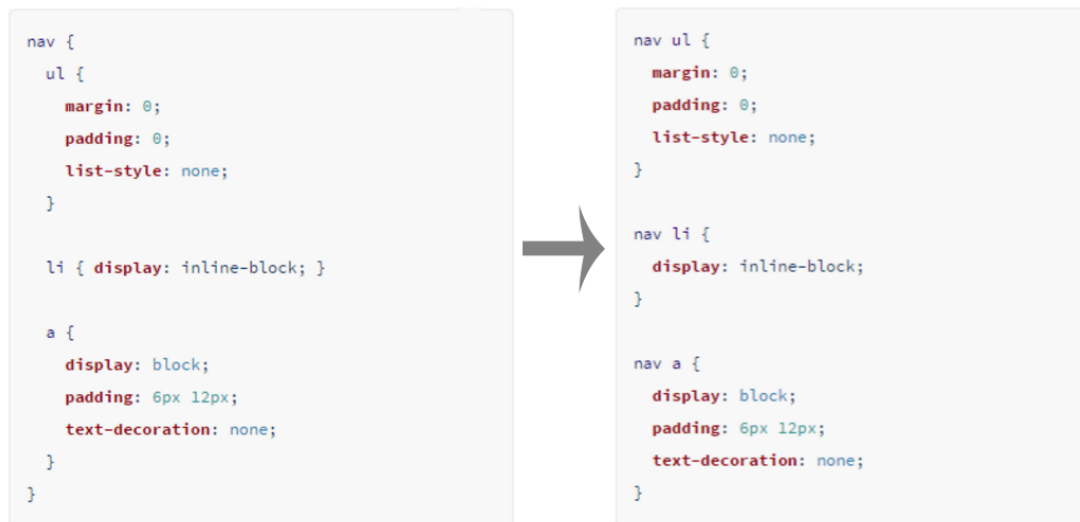 nav {
  ul {
    margin: 0;
    padding: 0;
    list-style: none;
  }

  li { display: inline-block; }

  a {
    display: block;
    padding: 6px 12px;
    text-decoration: none;
  }
}
nav ul {
  margin: 0;
  padding: 0;
  list-style: none;
}

nav li {
  display: inline-block;
}

nav a {
  display: block;
  padding: 6px 12px;
  text-decoration: none;
}